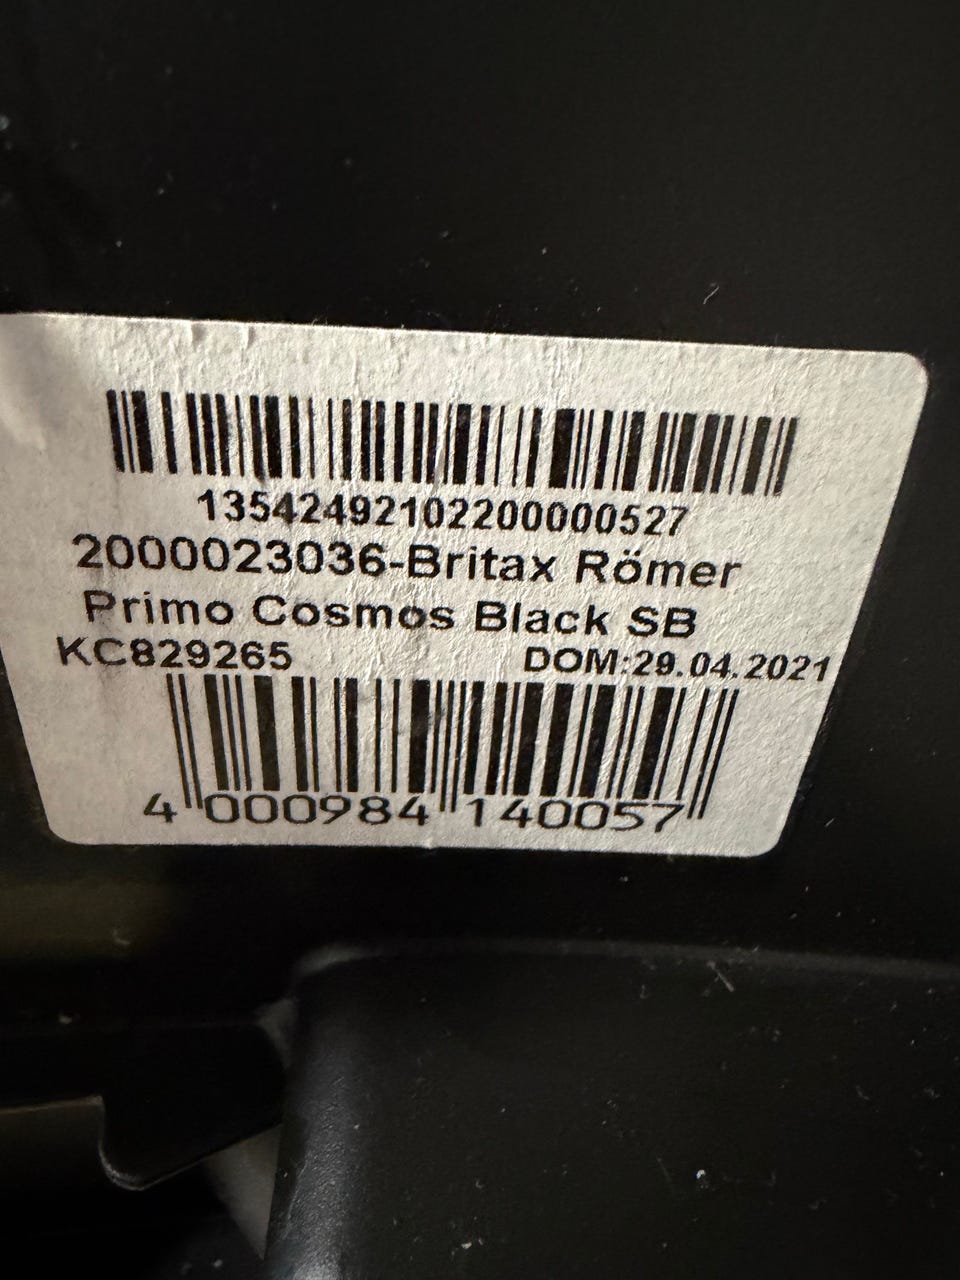 13542492102200000527
2000023036-Britax Römer
Primo Cosmos Black SB
KC829265 DOM:29.04.2021
4 000984 140057